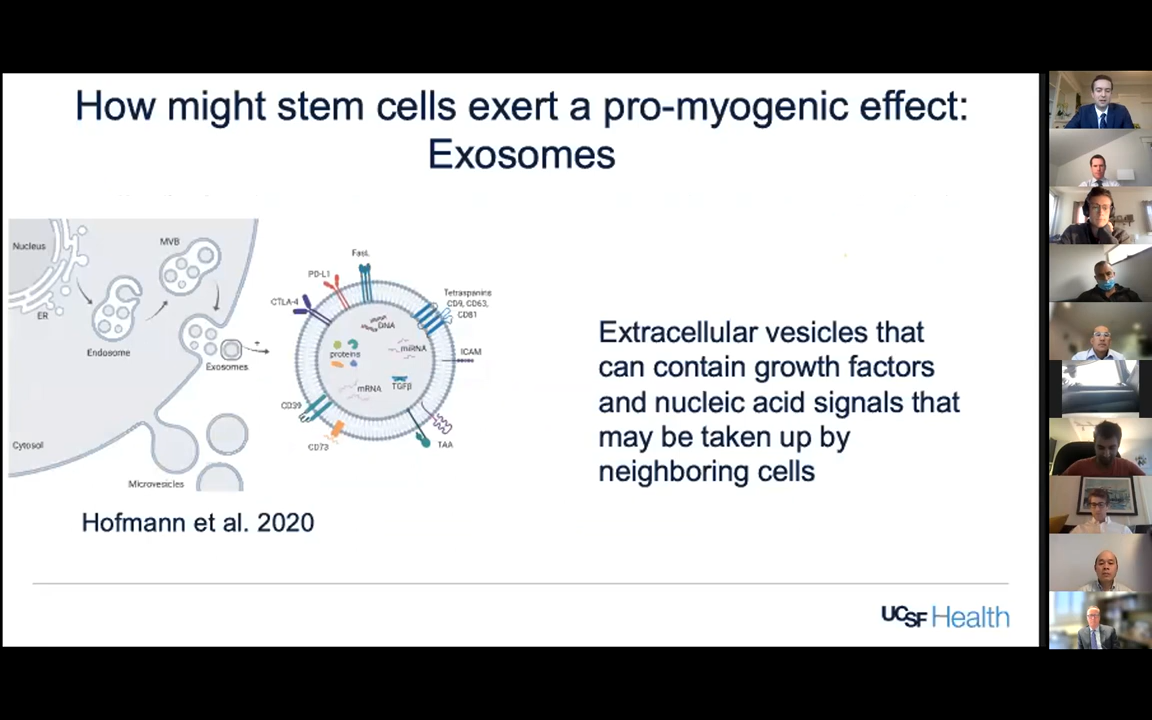 How might stem cells exert a pro-myogenic effect:
Exosomes
Nucleus
MVB
ER
Endosome
Exosomes
Cytosol
Microvesicles
FasL
PD-L1
CTLA-4
Tetraspanins
CD9, CD63,
CD81
DNA
proteins
miRNA
ICAM
mRNA
TGFβ
CD39
CD73
TAA
Extracellular vesicles that
can contain growth factors
and nucleic acid signals that
may be taken up by
neighboring cells
Hofmann et al. 2020
UCSF Health